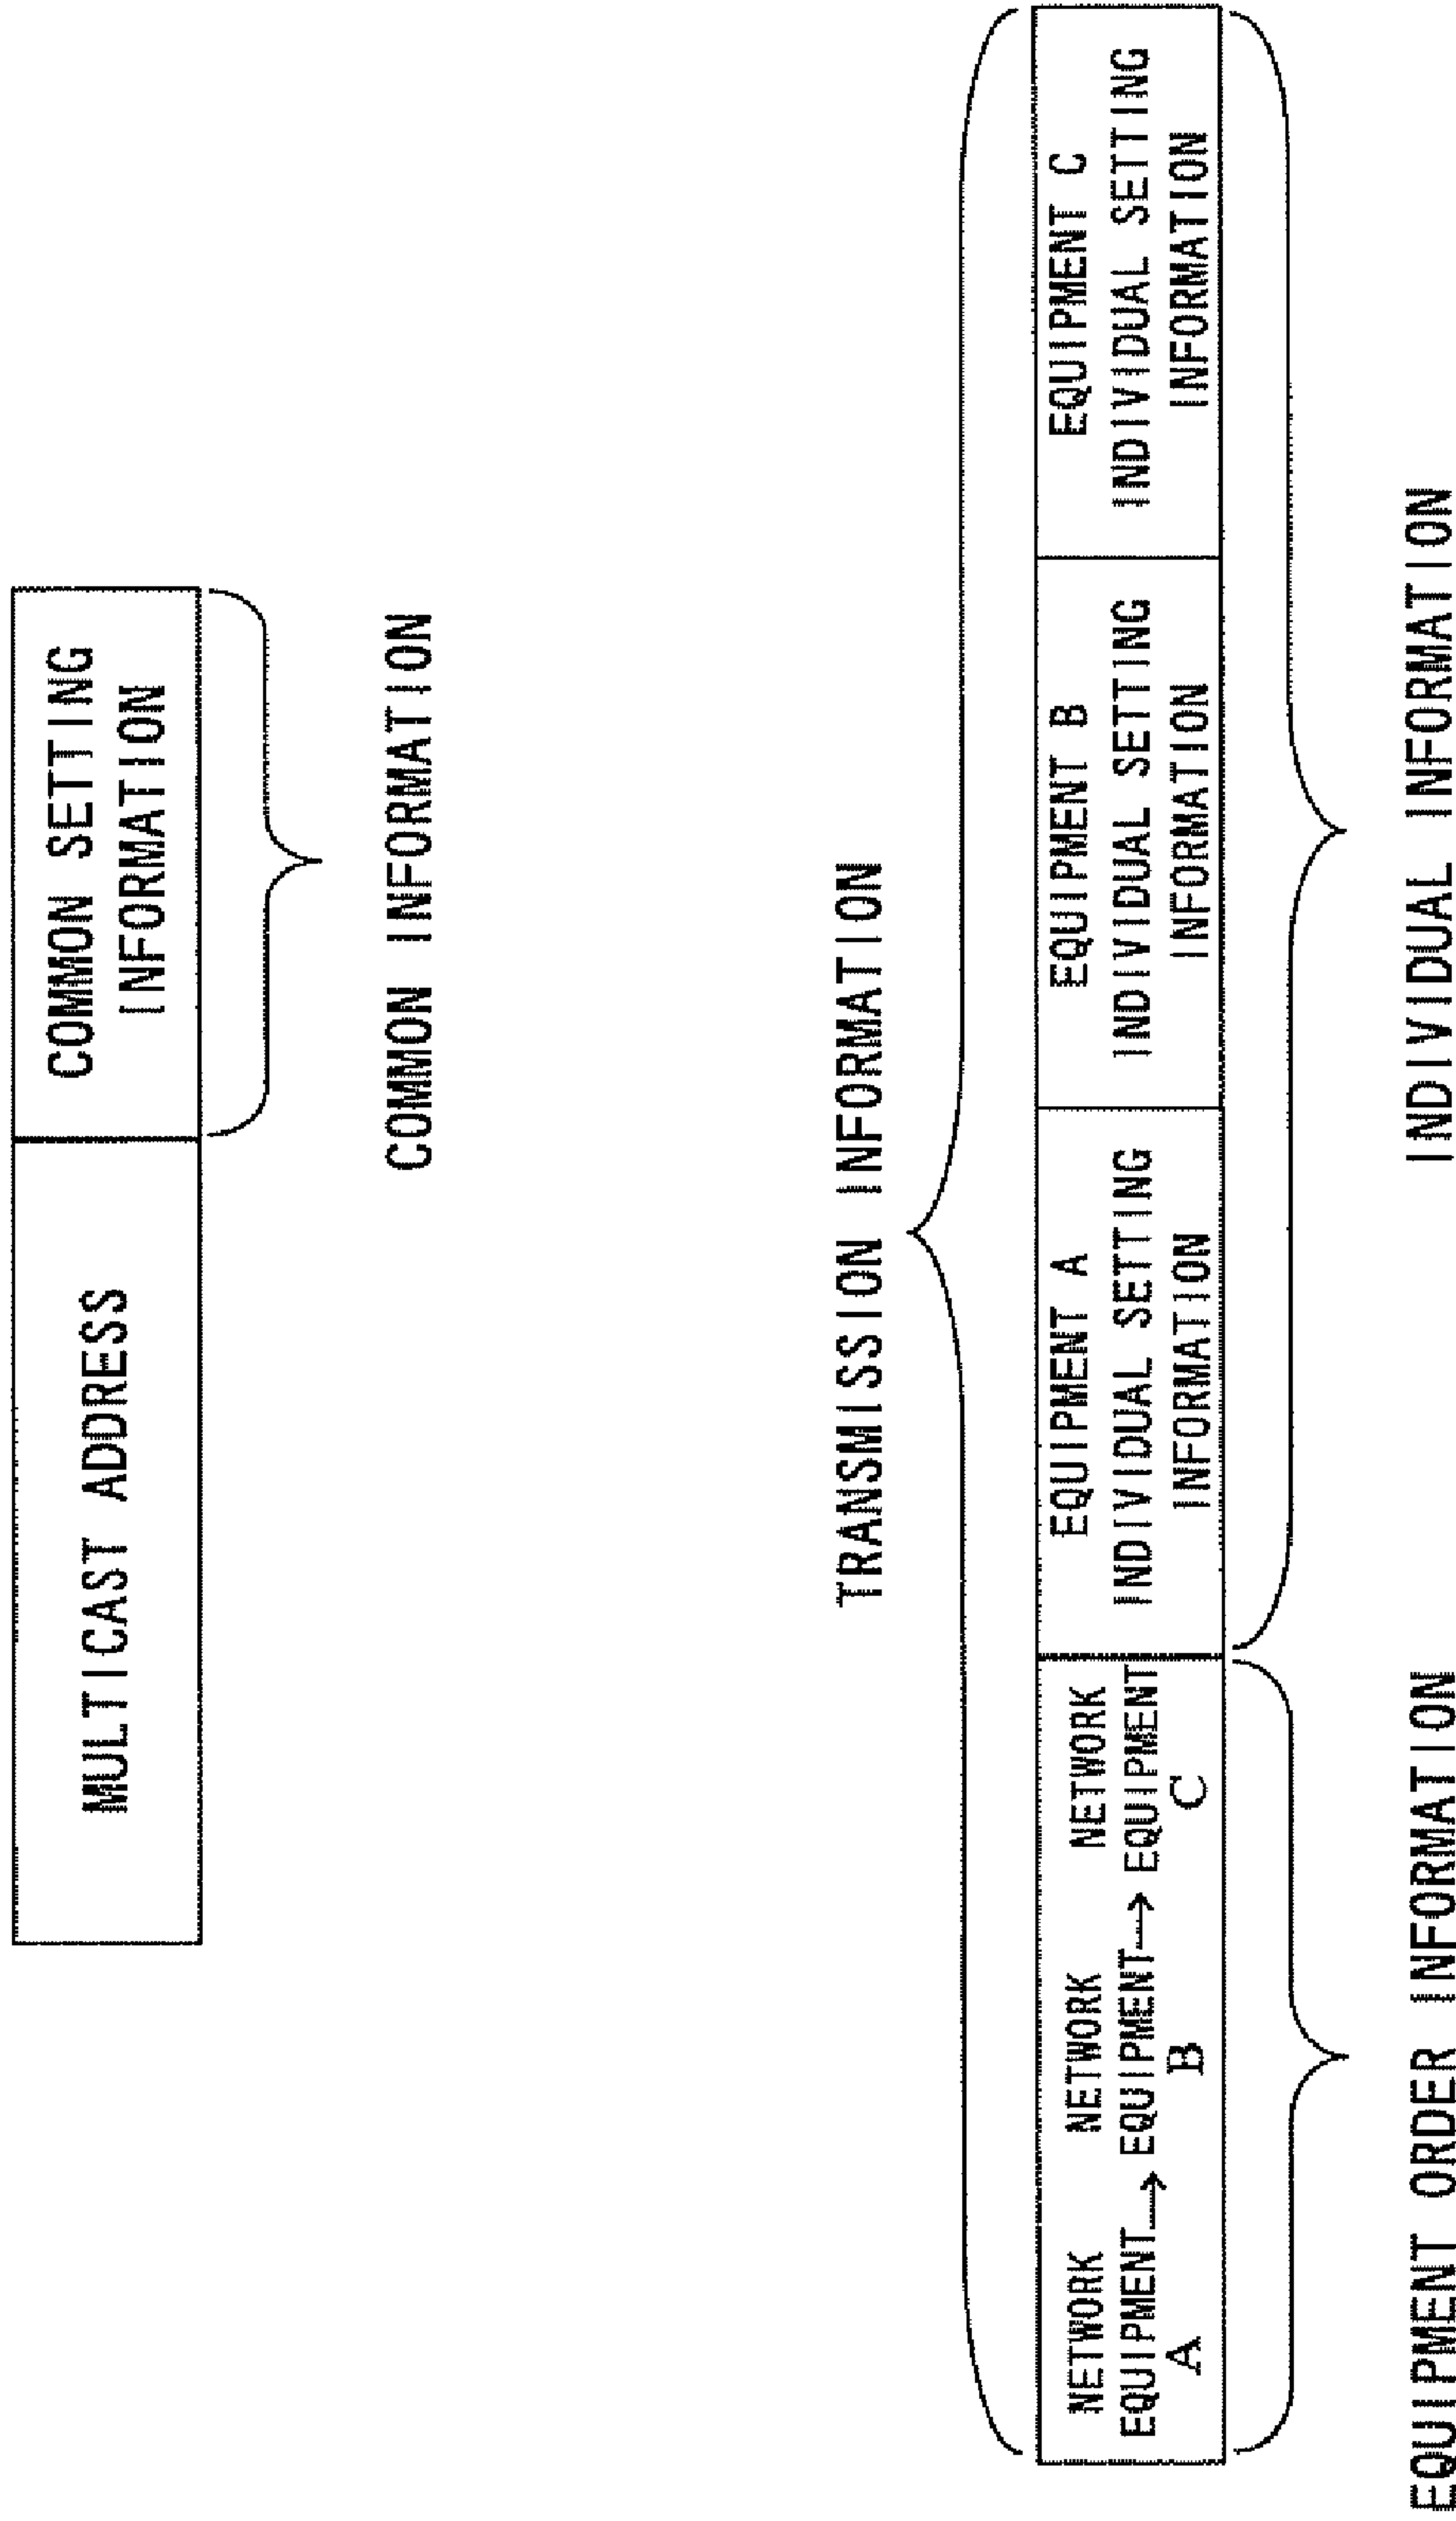 MULTICAST ADDRESS
COMMON SETTING
INFORMATION
COMMON INFORMATION
TRANSMISSION INFORMATION
NETWORK NETWORK NETWORK
EQUIPMENT→EQUIPMENT→EQUIPMENT
A B C
EQUIPMENT A
INDIVIDUAL SETTING
INFORMATION
EQUIPMENT B
INDIVIDUAL SETTING
INFORMATION
EQUIPMENT C
INDIVIDUAL SETTING
INFORMATION
EQUIPMENT ORDER INFORMATION
INDIVIDUAL INFORMATION